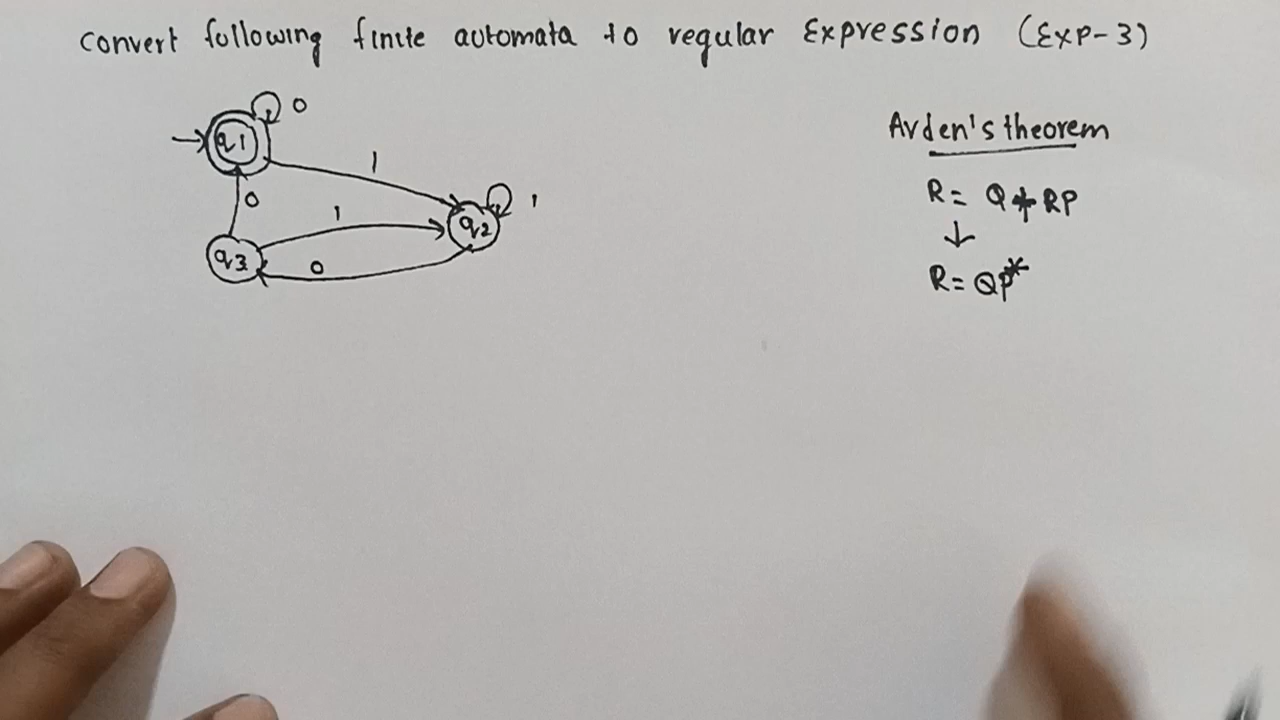 convert following finite automata to regular Expression (Exp-3)
0
q1
1
Arden's theorem
R = Q + RP
0
1
q2
1
↓
q3
0
R = QP*